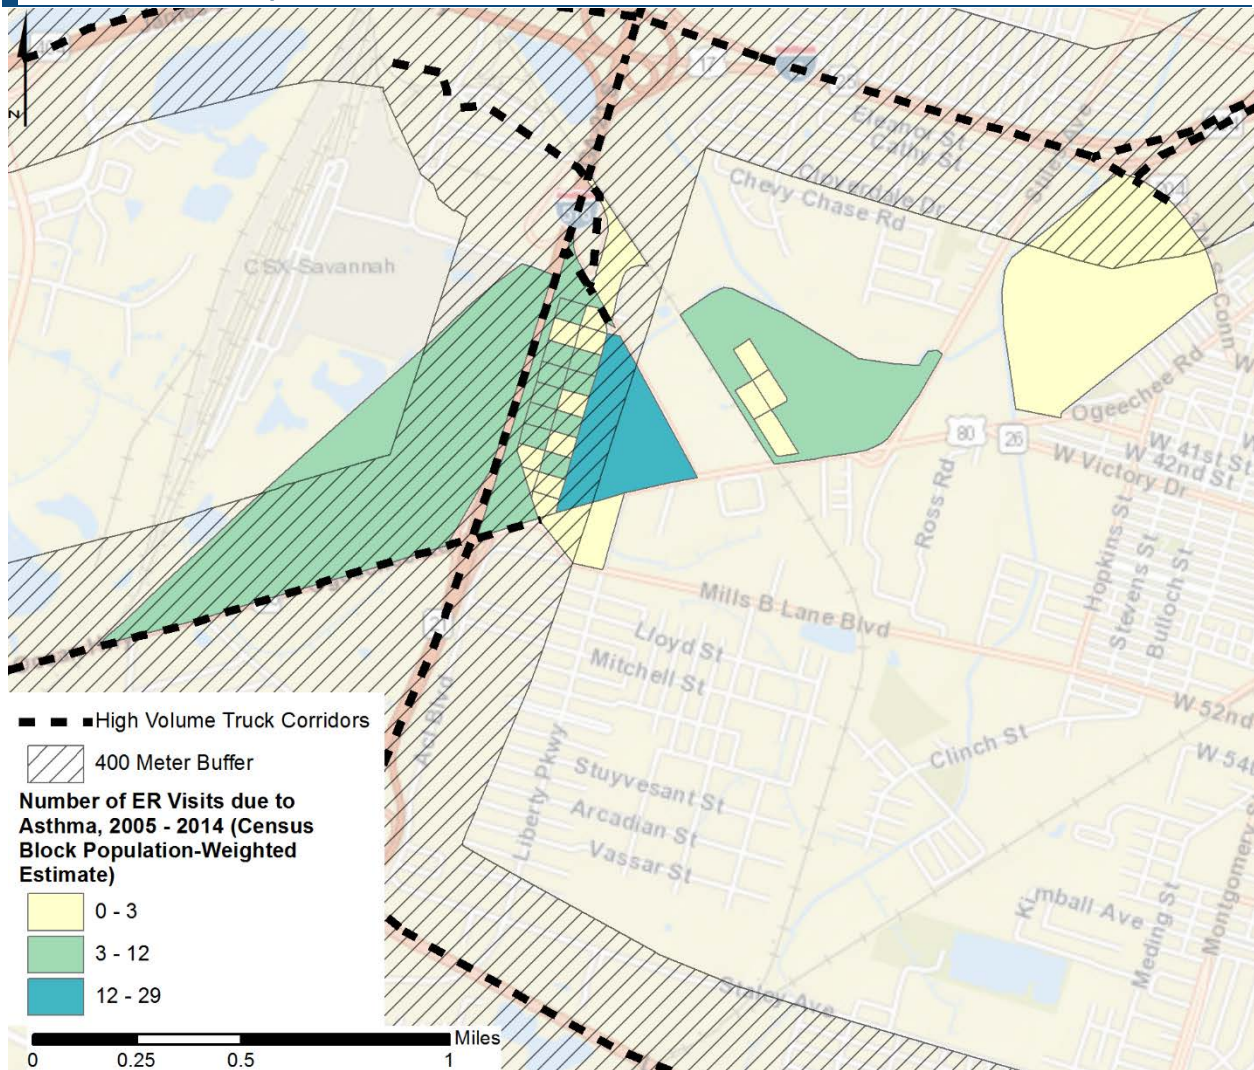 N
17
Eleanor St
Cathy St
Cloverdale Dr
Chevy Chase Rd
CSX-Savannah
Ogeechee Rd
80
26
W 41st St
W 42nd St
W Victory Dr
Ross Rd
Hopkins St
Stevens St
Bulloch St
Mills B Lane Blvd
Lloyd St
Mitchell St
W 52nd
W 54th
Clinch St
Acl Blvd
Liberty Pkwy
Stuyvesant St
Arcadian St
Vassar St
Kimball Ave
Meding St
Montgomery
Staley Ave
21
High Volume Truck Corridors
400 Meter Buffer
Number of ER Visits due to
Asthma, 2005 - 2014 (Census
Block Population-Weighted
Estimate)
0 - 3
3 - 12
12 - 29
Miles
0 0.25 0.5 1